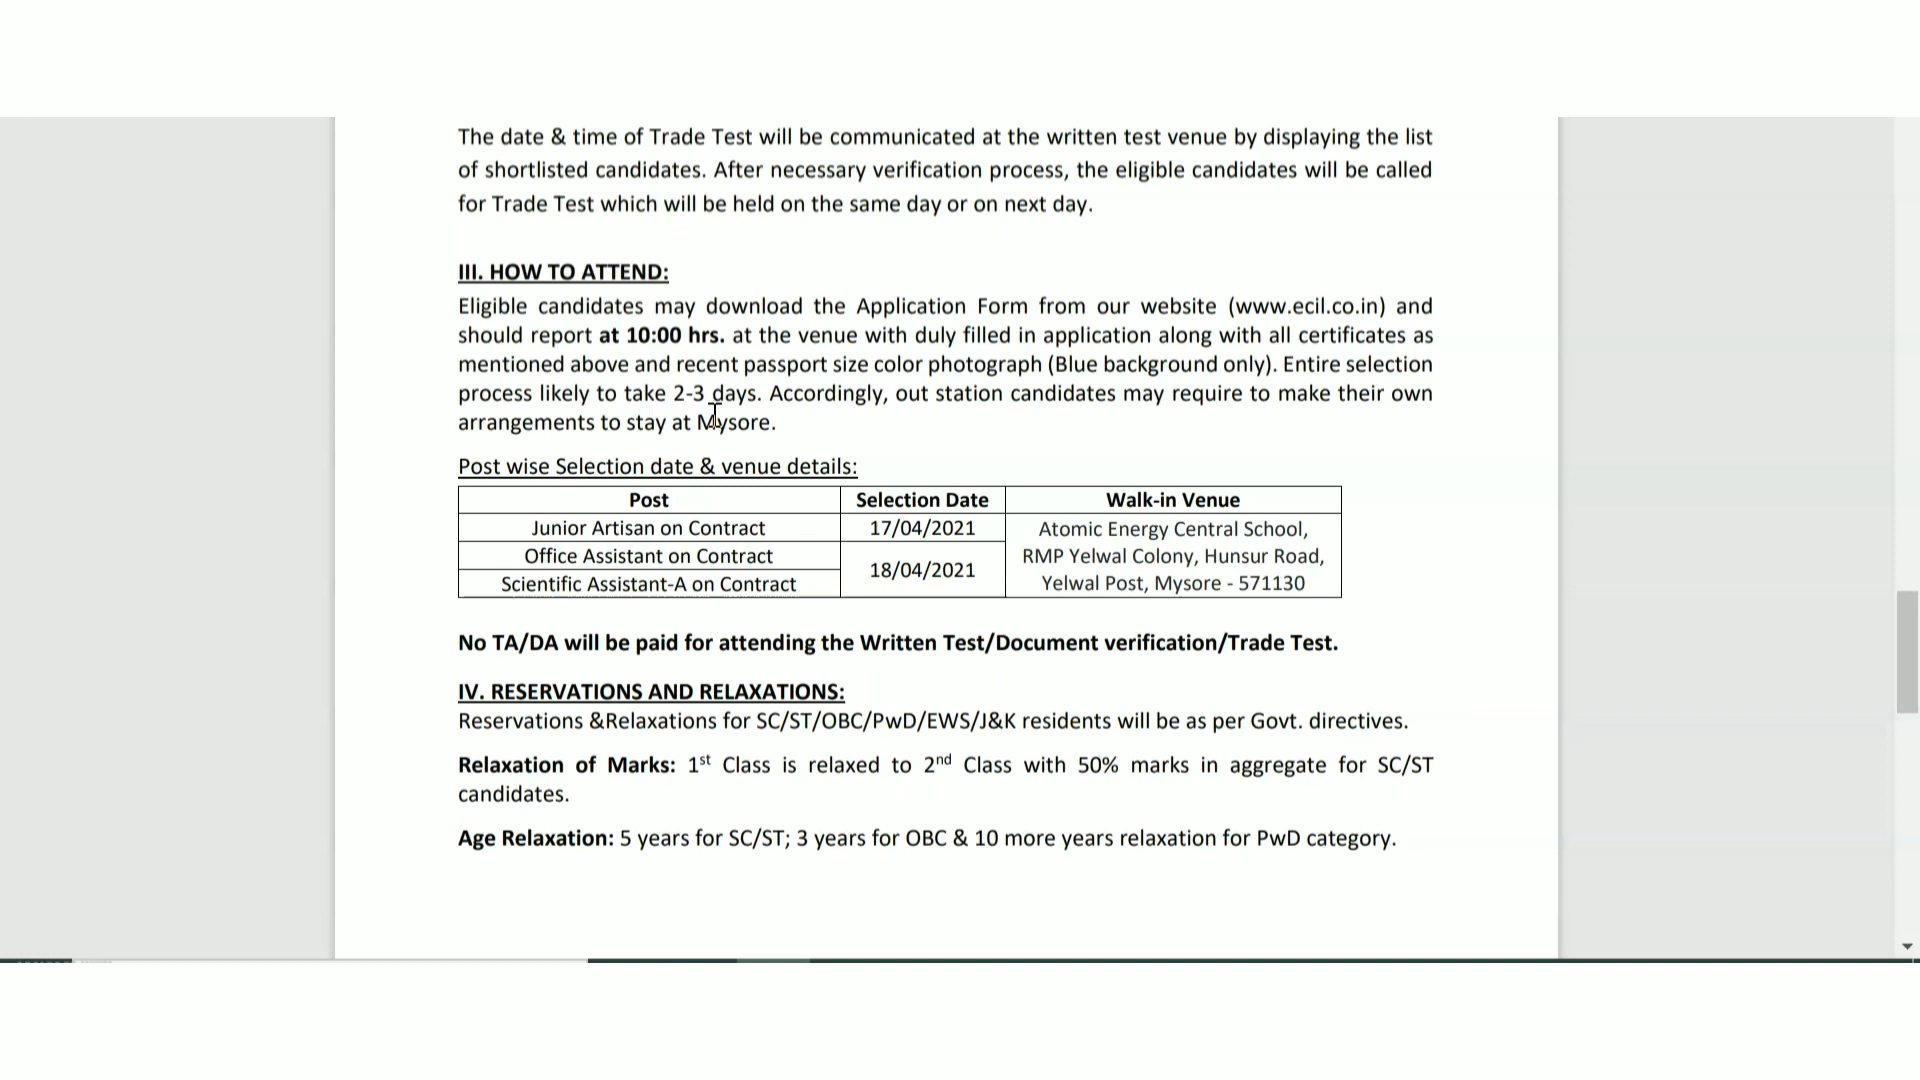 The date & time of Trade Test will be communicated at the written test venue by displaying the list
of shortlisted candidates. After necessary verification process, the eligible candidates will be called
for Trade Test which will be held on the same day or on next day.
III. HOW TO ATTEND:
Eligible candidates may download the Application Form from our website (www.ecil.co.in) and
should report at 10:00 hrs. at the venue with duly filled in application along with all certificates as
mentioned above and recent passport size color photograph (Blue background only). Entire selection
process likely to take 2-3 days. Accordingly, out station candidates may require to make their own
arrangements to stay at Mysore.
Post wise Selection date & venue details:
Post Selection Date Walk-in Venue
Junior Artisan on Contract 17/04/2021 Atomic Energy Central School,
Office Assistant on Contract RMP Yelwal Colony, Hunsur Road,
18/04/2021
Scientific Assistant-A on Contract Yelwal Post, Mysore - 571130
No TA/DA will be paid for attending the Written Test/Document verification/Trade Test.
IV. RESERVATIONS AND RELAXATIONS:
Reservations &Relaxations for SC/ST/OBC/PwD/EWS/J&K residents will be as per Govt. directives.
Relaxation of Marks: 1st Class is relaxed to 2nd Class with 50% marks in aggregate for SC/ST
candidates.
Age Relaxation: 5 years for SC/ST; 3 years for OBC & 10 more years relaxation for PwD category.